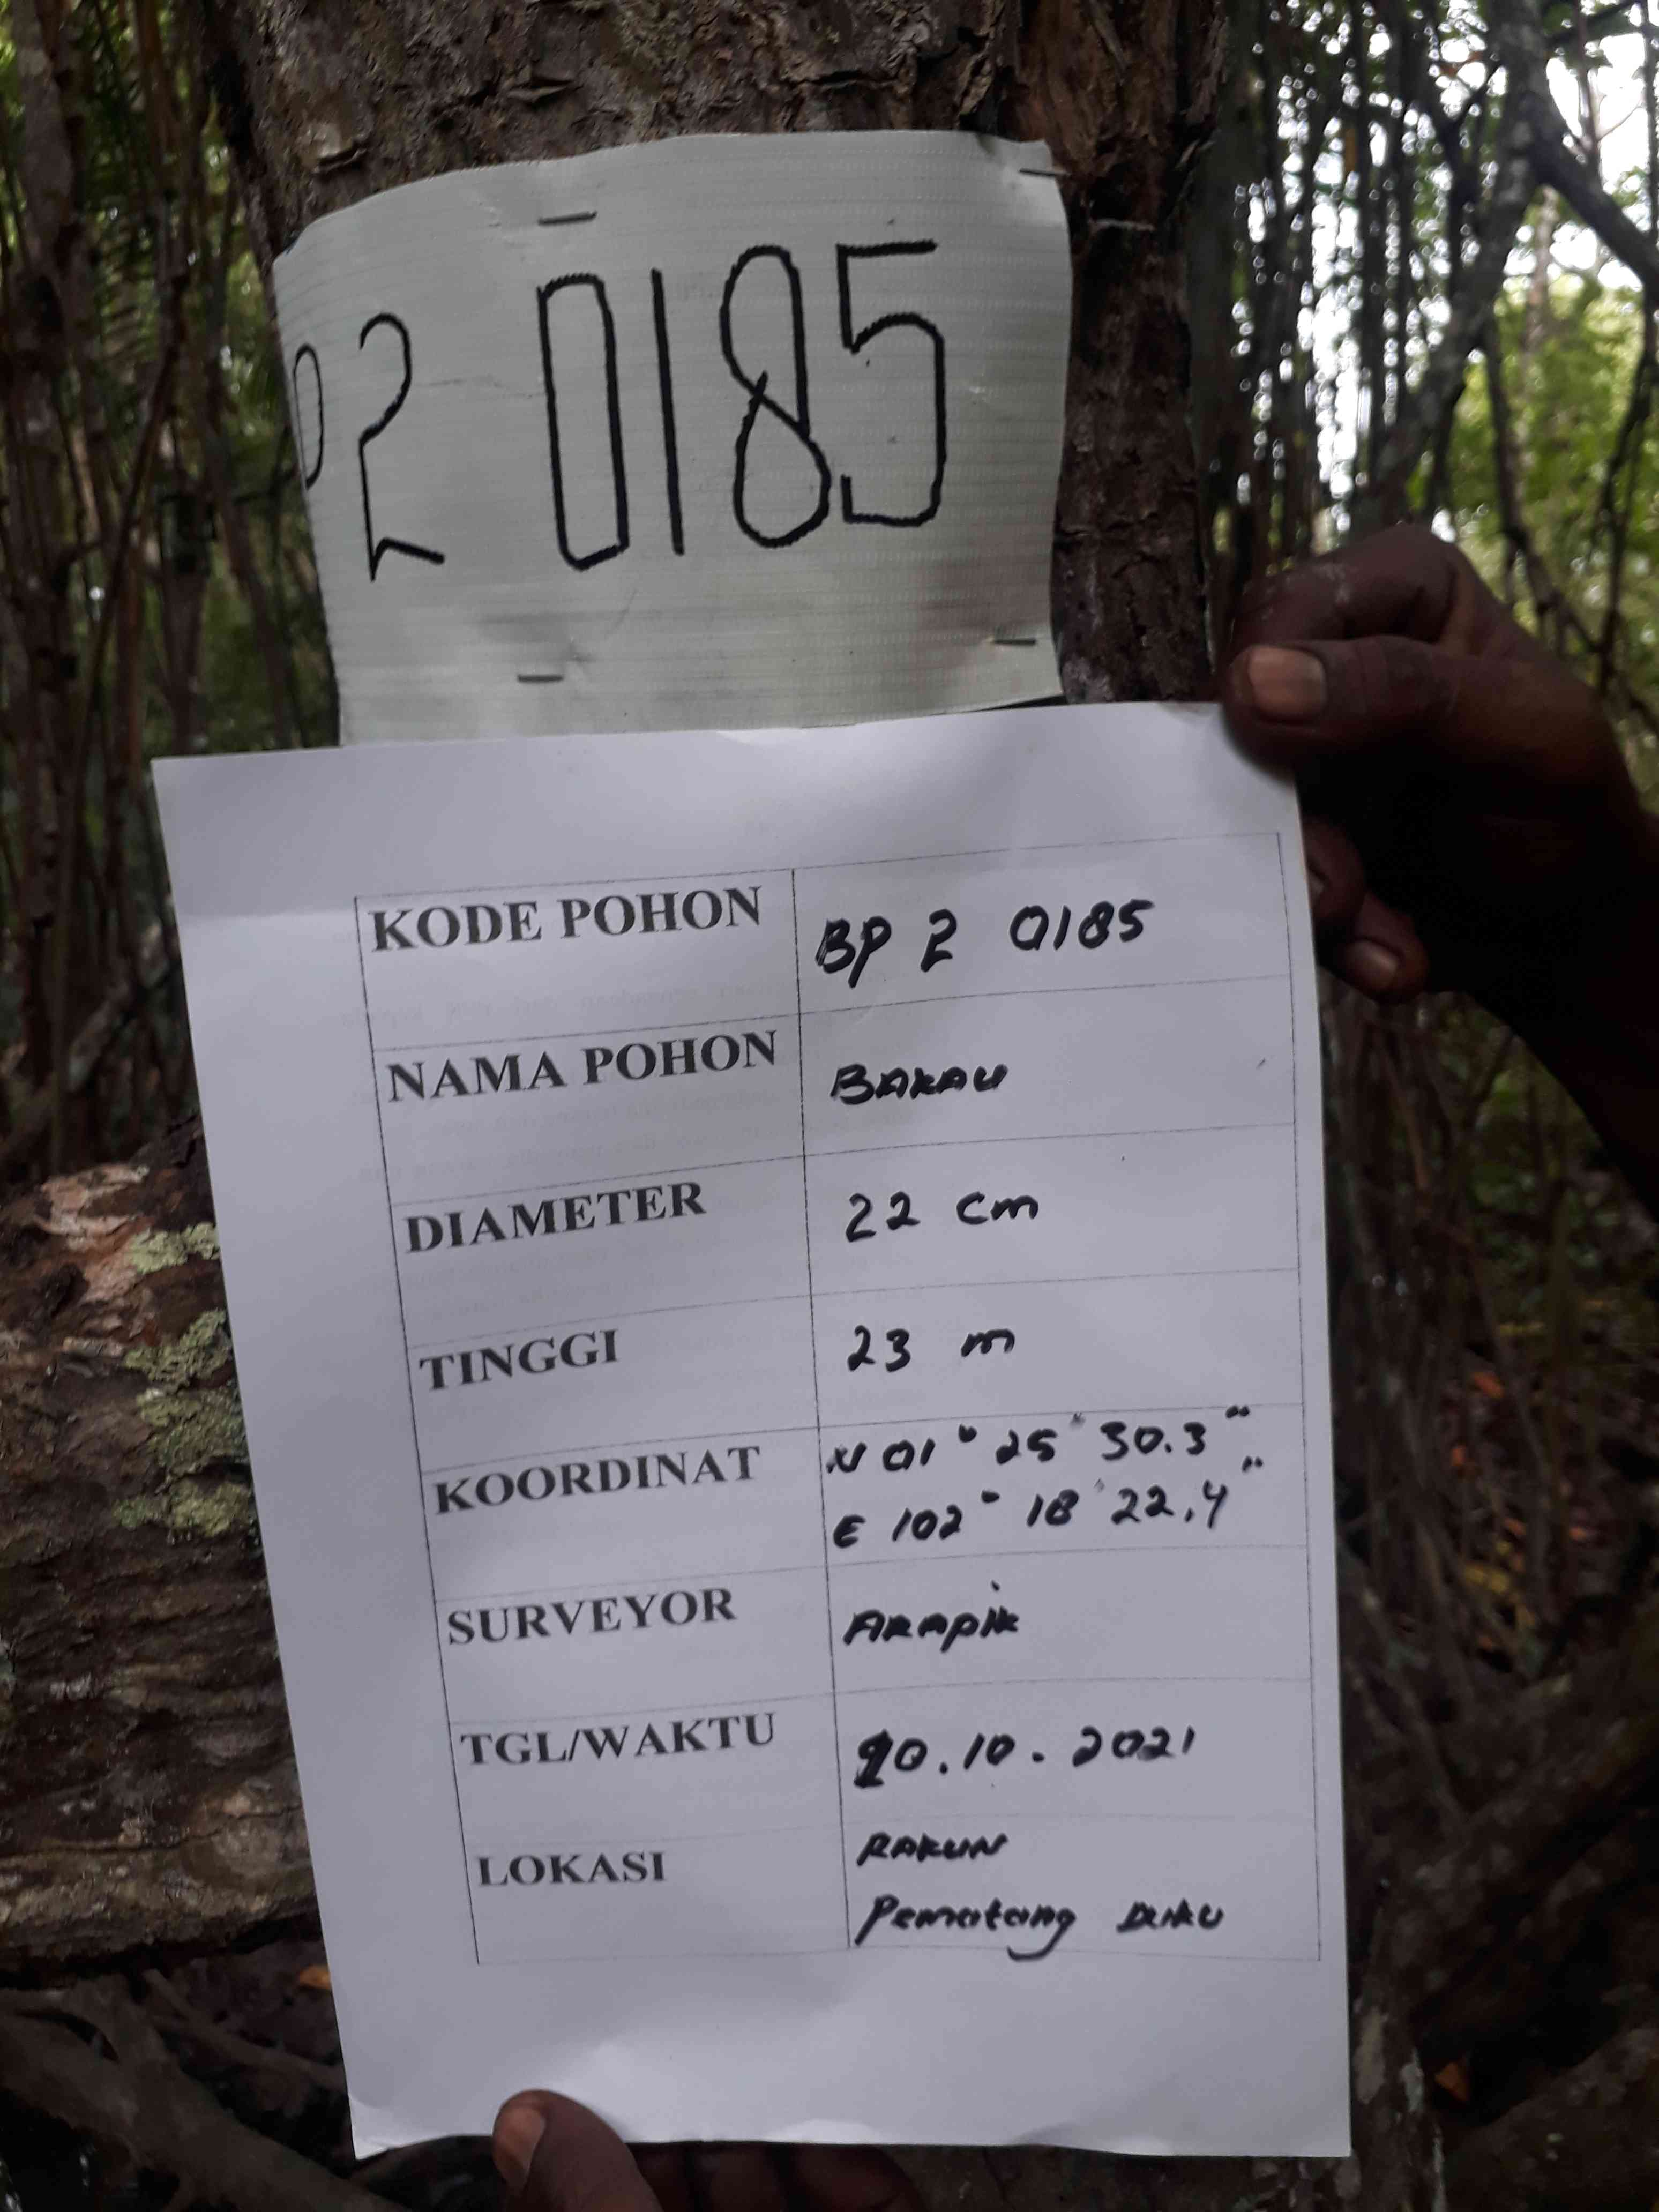 P2 0185
KODE POHON BP 2 0185
NAMA POHON BAKAU
DIAMETER 22 cm
TINGGI 23 m
KOORDINAT N 01° 25" 30.3"
E 102° 18' 22.4"
SURVEYOR ARAPIK
TGL/WAKTU 10.10.2021
LOKASI RAKUN
Pematang DUKU